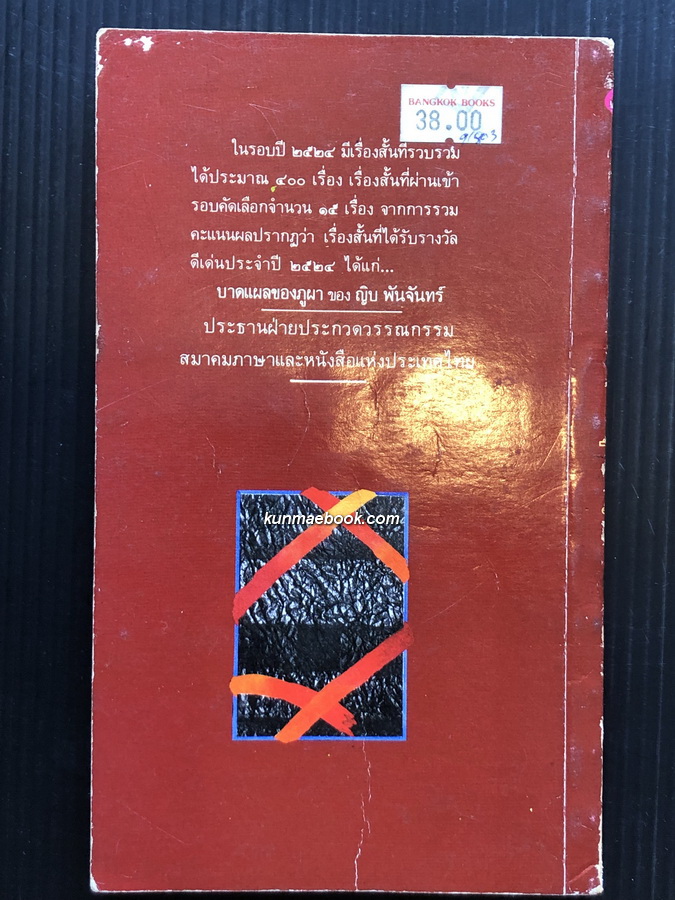 BANGKOK BOOKS
38.00
ในรอบปี ๒๕๒๔ มีเรื่องสั้นที่รวบรวม
ได้ประมาณ ๔๐๐ เรื่อง เรื่องสั้นที่ผ่านเข้า
รอบคัดเลือกจำนวน ๑๕ เรื่อง จากการรวม
คะแนนผลปรากฏว่า เรื่องสั้นที่ได้รับรางวัล
ดีเด่นประจำปี ๒๕๒๔ ได้แก่...
บาดแผลของภูผา ของ ญิบ พันจันทร์
ประธานฝ่ายประกวดวรรณกรรม
สมาคมภาษาและหนังสือแห่งประเทศไทย
kunmaebook.com